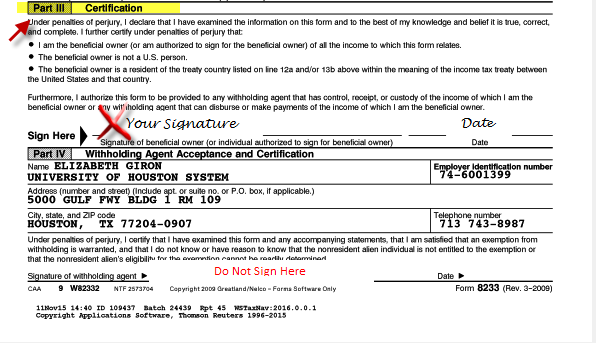 Part III Certification
Under penalties of perjury, I declare that I have examined the information on this form and to the best of my knowledge and belief it is true, correct,
and complete. I further certify under penalties of perjury that:
● I am the beneficial owner (or am authorized to sign for the beneficial owner) of all the income to which this form relates.
● The beneficial owner is not a U.S. person.
● The beneficial owner is a resident of the treaty country listed on line 12a and/or 13b above within the meaning of the income tax treaty between
the United States and that country.
Furthermore, I authorize this form to be provided to any withholding agent that has control, receipt, or custody of the income of which I am the
beneficial owner or any withholding agent that can disburse or make payments of the income of which I am the beneficial owner.
Your Signature Date
Sign Here
Signature of beneficial owner (or individual authorized to sign for beneficial owner) Date
Part IV Withholding Agent Acceptance and Certification
Name ELIZABETH GIRON Employer identification number
UNIVERSITY OF HOUSTON SYSTEM 74-6001399
Address (number and street) (Include apt. or suite no. or P.O. box, if applicable.)
5000 GULF FWY BLDG 1 RM 109
City, state, and ZIP code Telephone number
HOUSTON, TX 77204-0907 713 743-8987
Under penalties of perjury, I certify that I have examined this form and any accompanying statements, that I am satisfied that an exemption from
withholding is warranted, and that I do not know or have reason to know that the nonresident alien individual is not entitled to the exemption or
that the nonresident alien's eligibility for the exemption cannot be readily determined.
Do Not Sign Here
Signature of withholding agent ► Date ►
CAA 9 W82332 NTF 2573704 Copyright 2009 Greatland/Nelco - Forms Software Only Form 8233 (Rev. 3-2009)
11Nov15 14:40 ID 109437 Batch 24439 Rpt 45 WSTaxNav:2016.0.0.1
Copyright Applications Software, Thomson Reuters 1996-2015